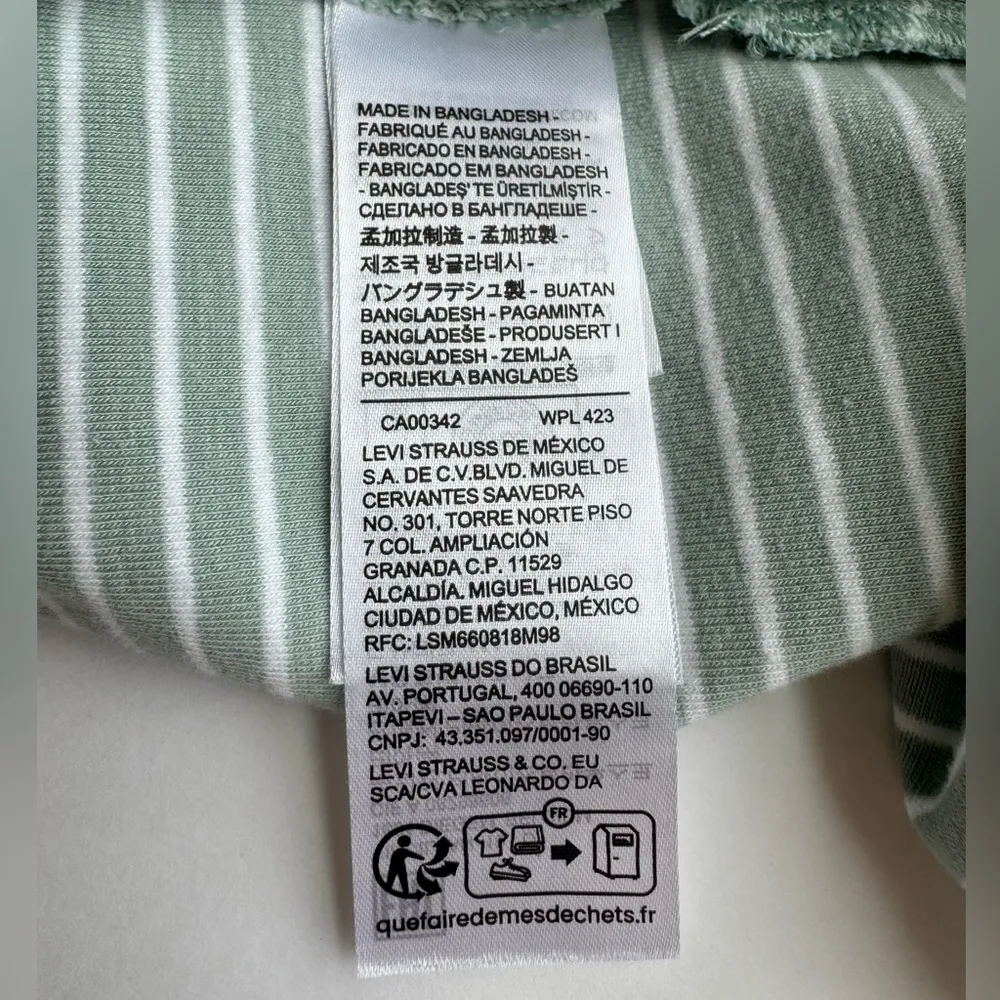 MADE IN BANGLADESH -
FABRIQUÉ AU BANGLADESH -
FABRICADO EN BANGLADESH -
FABRICADO EM BANGLADESH
- BANGLADEŞ'TE ÜRETİLMİŞTİR -
СДЕЛАНО В БАНГЛАДЕШЕ -
孟加拉制造 - 孟加拉製 -
제조국 방글라데시 -
バングラデシュ製 - BUATAN
BANGLADESH - PAGAMINTA
BANGLADEŠE - PRODUSERT I
BANGLADESH - ZEMLJA
PORIJEKLA BANGLADEŠ
CA00342 WPL 423
LEVI STRAUSS DE MÉXICO
S.A. DE C.V.BLVD. MIGUEL DE
CERVANTES SAAVEDRA
NO. 301, TORRE NORTE PISO
7 COL. AMPLIACIÓN
GRANADA C.P. 11529
ALCALDÍA. MIGUEL HIDALGO
CIUDAD DE MÉXICO, MÉXICO
RFC: LSM660818M98
LEVI STRAUSS DO BRASIL
AV. PORTUGAL, 400 06690-110
ITAPEVI – SAO PAULO BRASIL
CNPJ: 43.351.097/0001-90
LEVI STRAUSS & CO. EU
SCA/CVA LEONARDO DA
FR
quefairedemesdechets.fr